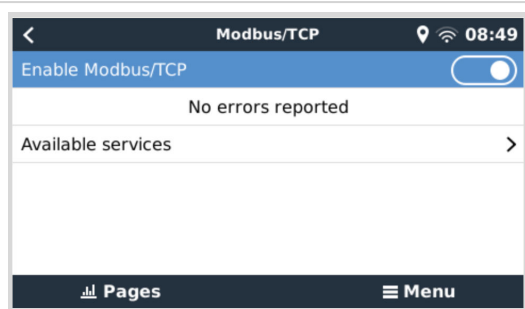 Modbus/TCP 08:49
Enable Modbus/TCP
No errors reported
Available services
Pages Menu